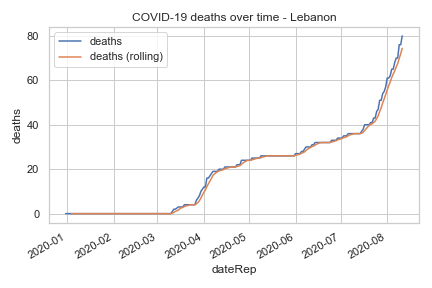 COVID-19 deaths over time - Lebanon
deaths
deaths (rolling)
80
60
40
20
0
deaths
2020-01
2020-02
2020-03
2020-04
2020-05
2020-06
2020-07
2020-08
dateRep